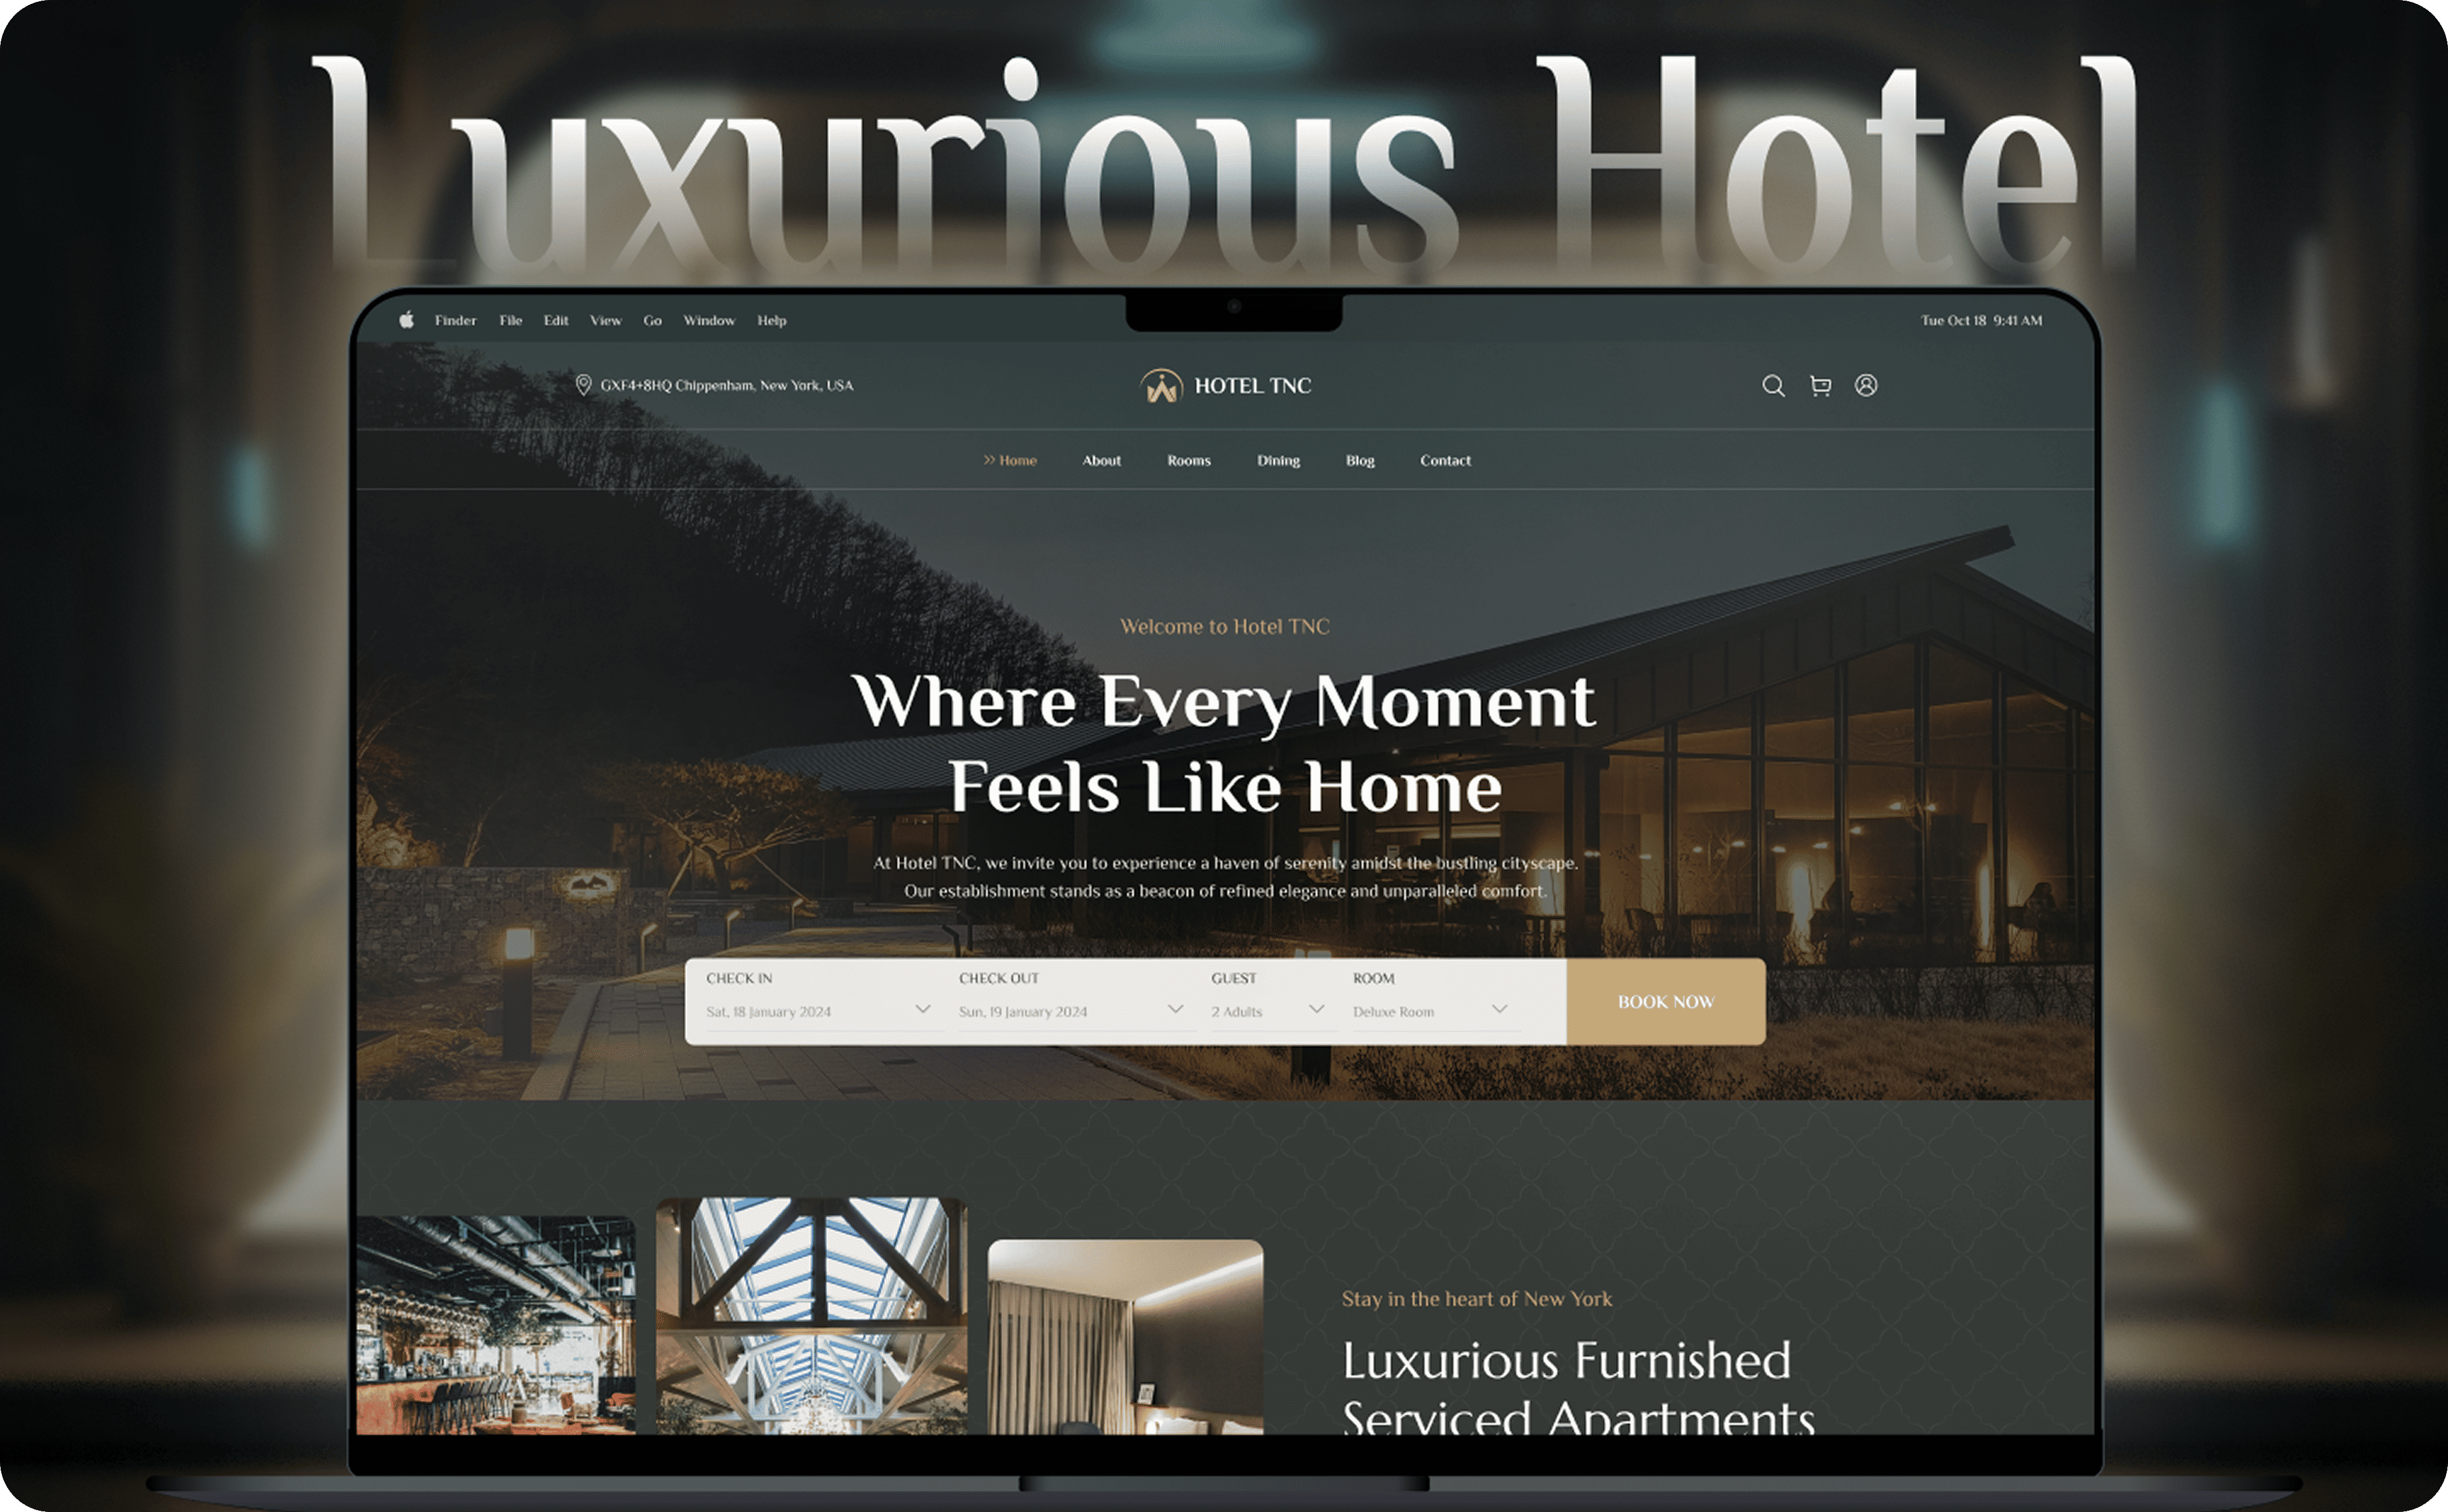 Luxurious Hotel
Finder File Edit View Go Window Help
Tue Oct 18 9:41 AM
GXF4+8HQ Chippenham, New York, USA
HOTEL TNC
Home About Rooms Dining Blog Contact
Welcome to Hotel TNC
Where Every Moment
Feels Like Home
At Hotel TNC, we invite you to experience a haven of serenity amidst the bustling cityscape.
Our establishment stands as a beacon of refined elegance and unparalleled comfort.
CHECK IN CHECK OUT GUEST ROOM
Sat, 18 January 2024 Sun, 19 January 2024 2 Adults Deluxe Room
BOOK NOW
Stay in the heart of New York
Luxurious Furnished
Serviced Apartments